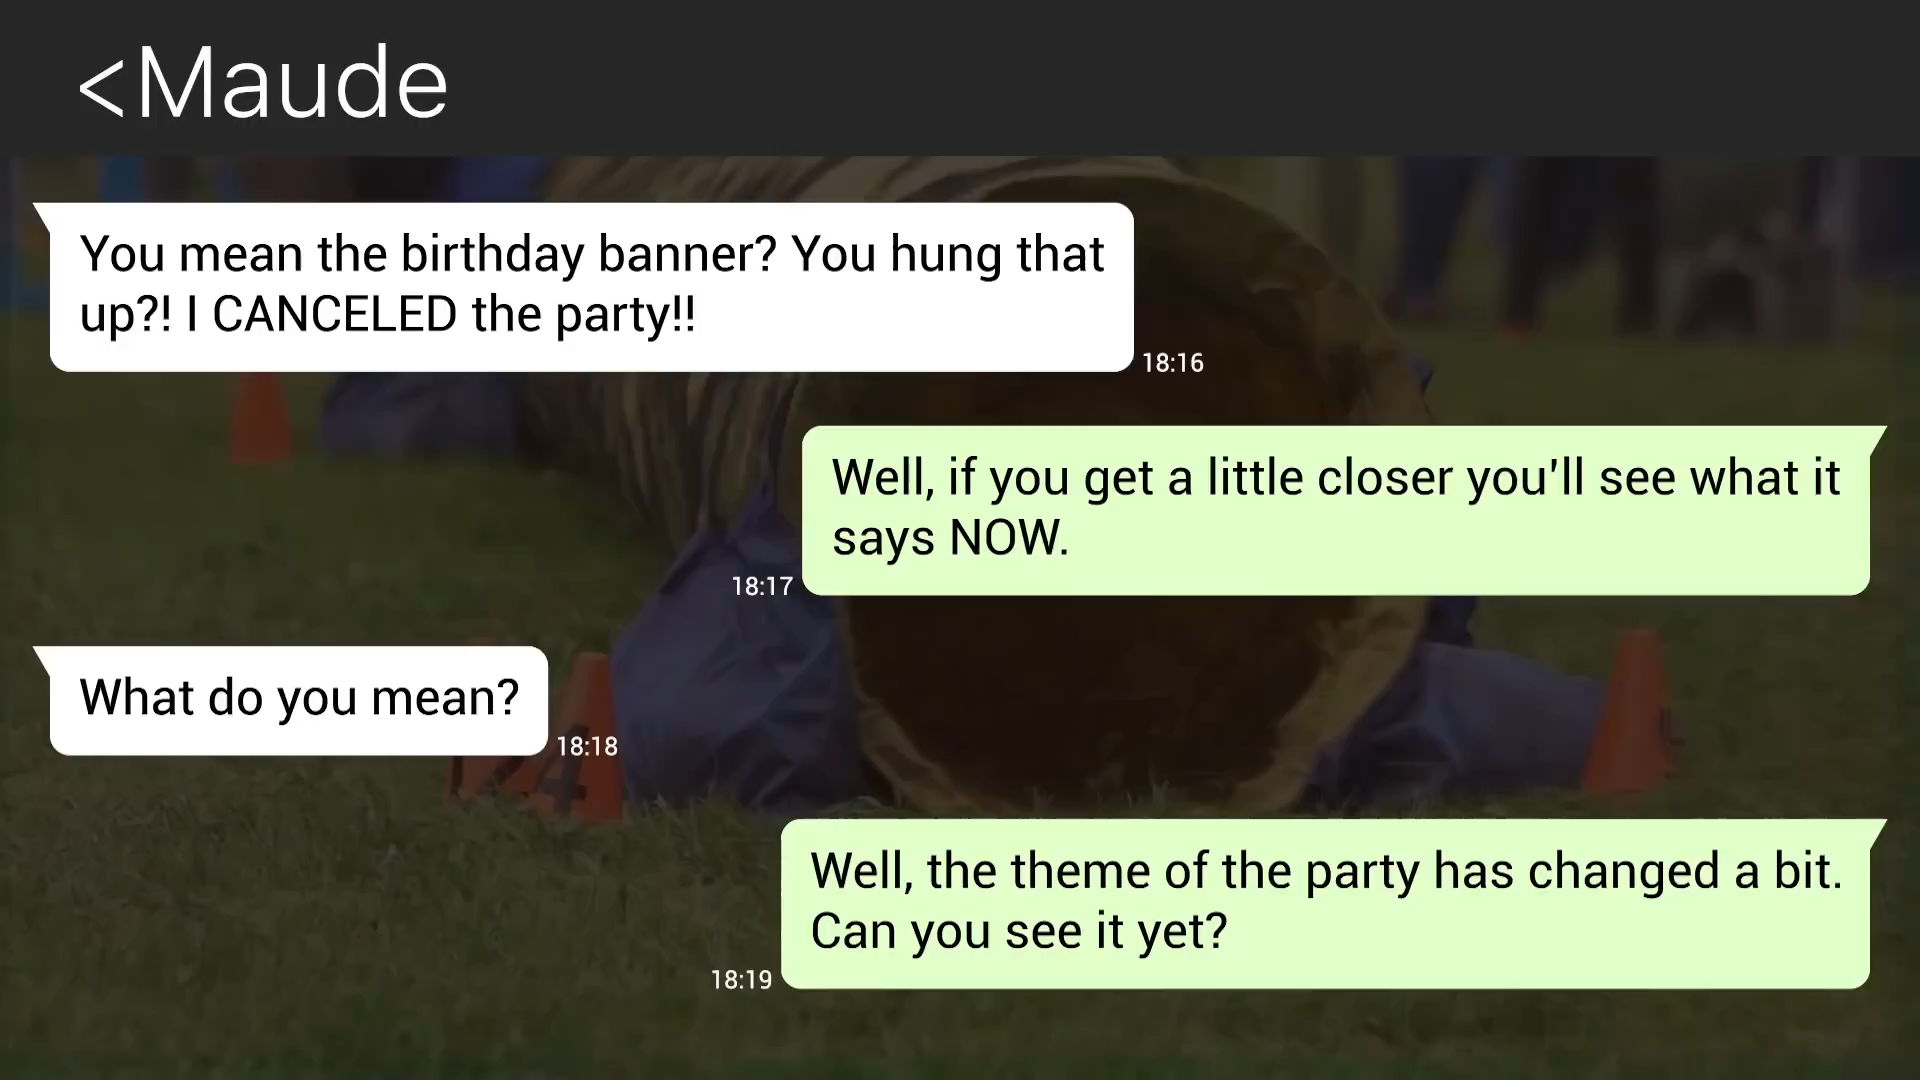 <Maude
You mean the birthday banner? You hung that
up?! I CANCELED the party!!
18:16
Well, if you get a little closer you'll see what it
says NOW.
18:17
What do you mean?
18:18
24
Well, the theme of the party has changed a bit.
Can you see it yet?
18:19